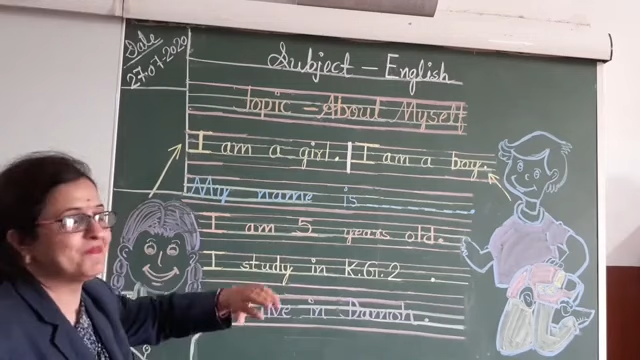 Date
27-07-2020
Subject – English
Topic – About Myself
I am a girl. | I am a boy.
My name is
I am 5 years old.
I study in K.G.2 .
in Damoh.